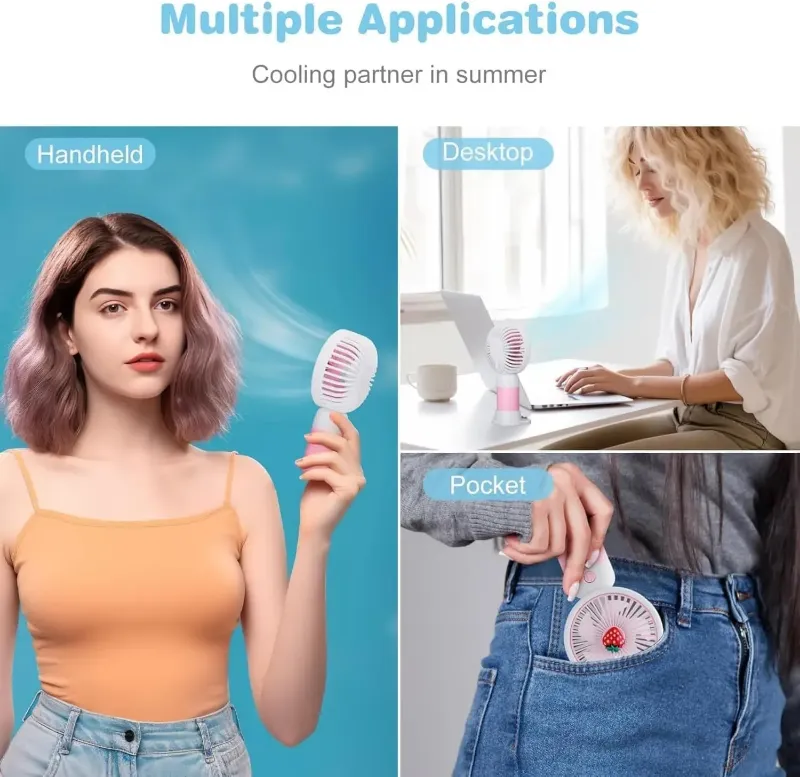 Multiple Applications
Cooling partner in summer
Handheld
Desktop
Pocket